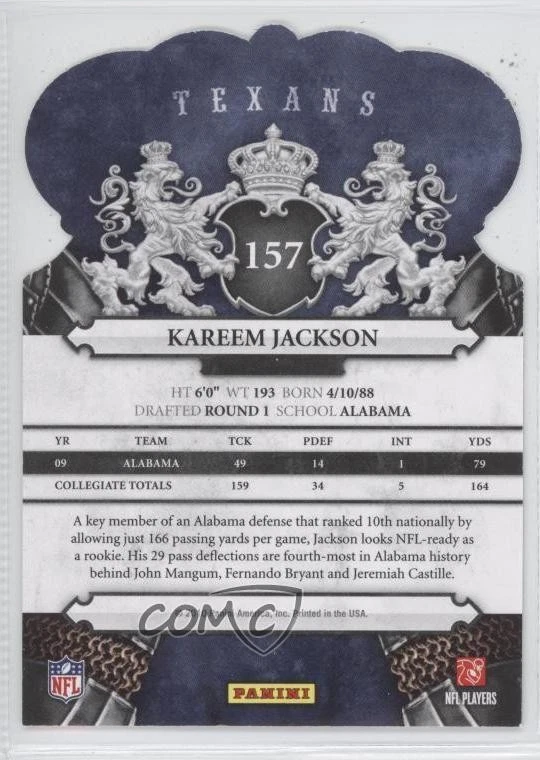 TEXANS
157
KAREEM JACKSON
HT 6'0" WT 193 BORN 4/10/88
DRAFTED ROUND 1 SCHOOL ALABAMA
YR TEAM TCK PDEF INT YDS
09 ALABAMA 49 14 1 79
COLLEGIATE TOTALS 159 34 5 164
A key member of an Alabama defense that ranked 10th nationally by
allowing just 166 passing yards per game, Jackson looks NFL-ready as
a rookie. His 29 pass deflections are fourth-most in Alabama history
behind John Mangum, Fernando Bryant and Jeremiah Castille.
© 2010 Panini America, Inc. Printed in the USA.
COMC
NFL
PANINI
NFL PLAYERS